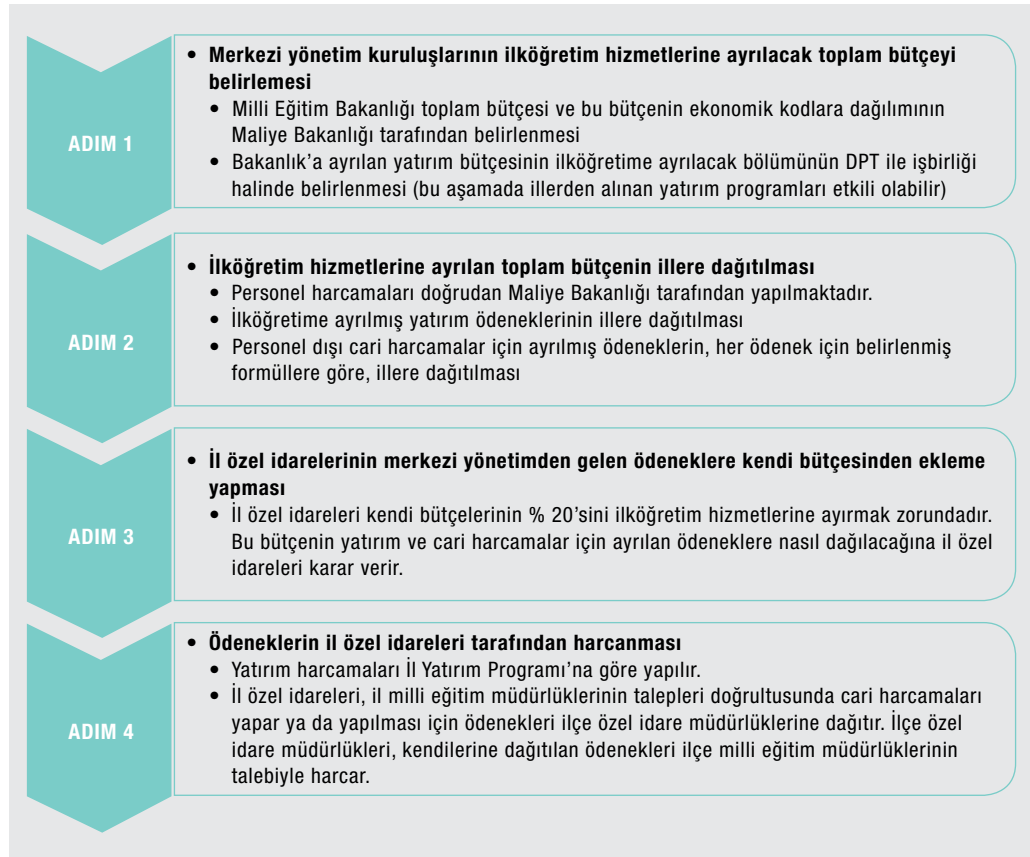 ADIM 1
• Merkezi yönetim kuruluşlarının ilköğretim hizmetlerine ayrılacak toplam bütçeyi
belirlemesi
• Milli Eğitim Bakanlığı toplam bütçesi ve bu bütçenin ekonomik kodlara dağılımının
Maliye Bakanlığı tarafından belirlenmesi
• Bakanlık’a ayrılan yatırım bütçesinin ilköğretime ayrılacak bölümünün DPT ile işbirliği
halinde belirlenmesi (bu aşamada illerden alınan yatırım programları etkili olabilir)
ADIM 2
• İlköğretim hizmetlerine ayrılan toplam bütçenin illere dağıtılması
• Personel harcamaları doğrudan Maliye Bakanlığı tarafından yapılmaktadır.
• İlköğretime ayrılmış yatırım ödeneklerinin illere dağıtılması
• Personel dışı cari harcamalar için ayrılmış ödeneklerin, her ödenek için belirlenmiş
formüllere göre, illere dağıtılması
ADIM 3
• İl özel idarelerinin merkezi yönetimden gelen ödeneklere kendi bütçesinden ekleme
yapması
• İl özel idareleri kendi bütçelerinin % 20’sini ilköğretim hizmetlerine ayırmak zorundadır.
Bu bütçenin yatırım ve cari harcamalar için ayrılan ödeneklere nasıl dağılacağına il özel
idareleri karar verir.
ADIM 4
• Ödeneklerin il özel idareleri tarafından harcanması
• Yatırım harcamaları İl Yatırım Programı’na göre yapılır.
• İl özel idareleri, il milli eğitim müdürlüklerinin talepleri doğrultusunda cari harcamaları
yapar ya da yapılması için ödenekleri ilçe özel idare müdürlüklerine dağıtır. İlçe özel
idare müdürlükleri, kendilerine dağıtılan ödenekleri ilçe milli eğitim müdürlüklerinin
talebiyle harcar.